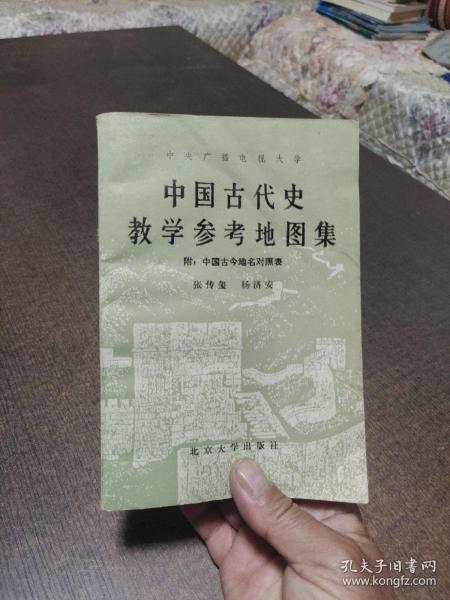 中央广播电视大学
中国古代史
教学参考地图集
附：中国古今地名对照表
张传玺 杨济安
北京大学出版社
孔夫子旧书网
www.kongfz.com